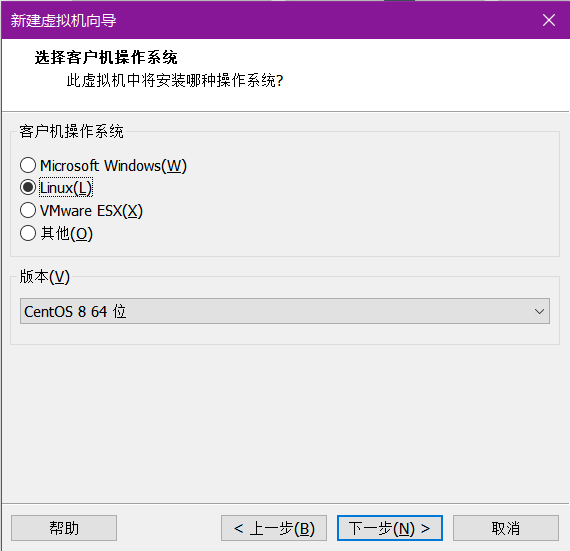 新建虚拟机向导
选择客户机操作系统
此虚拟机中将安装哪种操作系统?
客户机操作系统
Microsoft Windows(W)
Linux(L)
VMware ESX(X)
其他(O)
版本(V)
CentOS 8 64 位
帮助
< 上一步(B)
下一步(N) >
取消